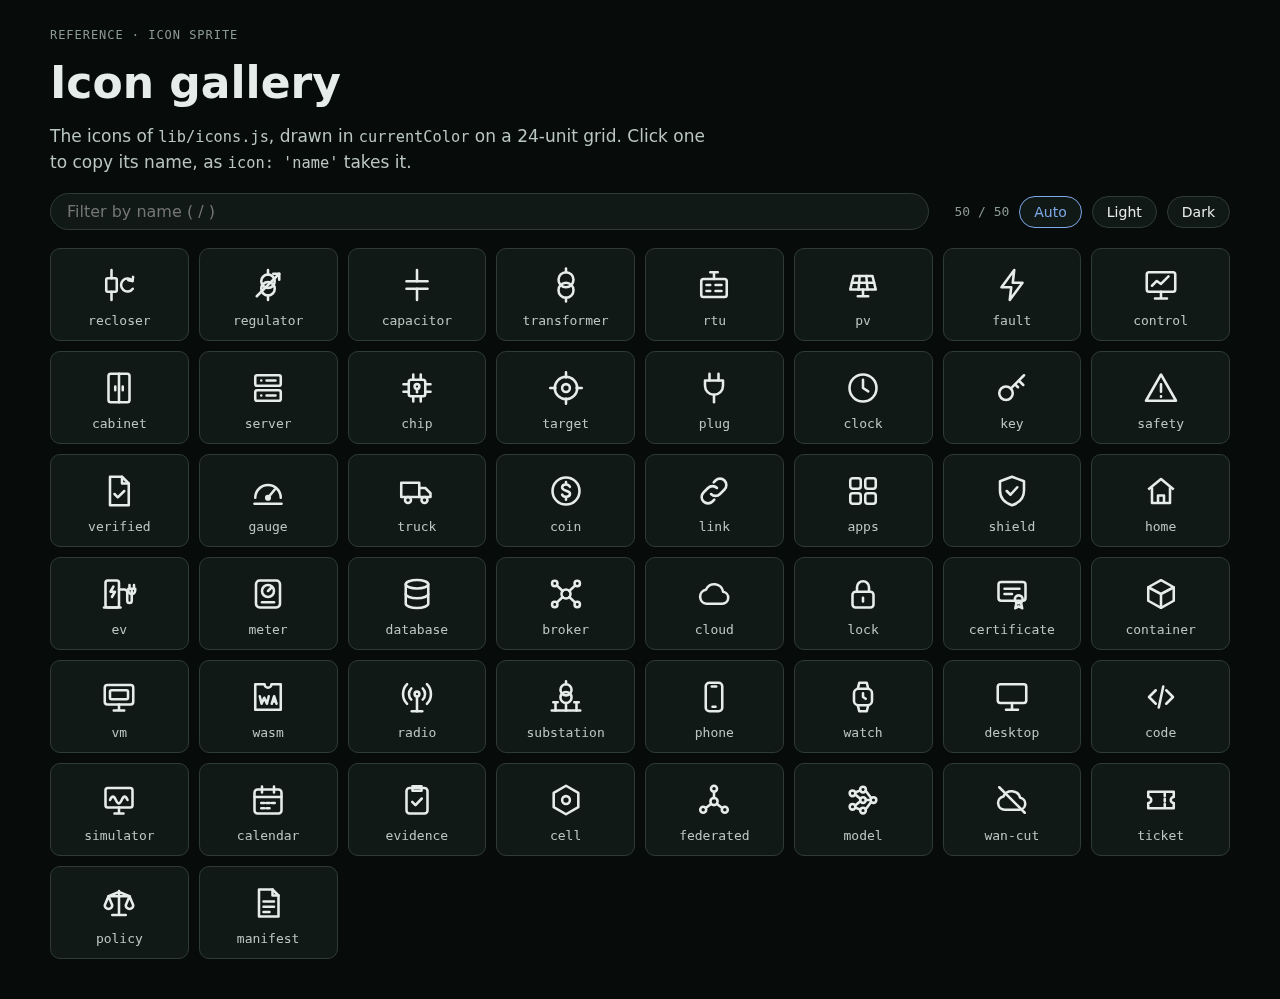 REFERENCE · ICON SPRITE
Icon gallery
The icons of lib/icons.js, drawn in currentColor on a 24-unit grid. Click one
to copy its name, as icon: 'name' takes it.
Filter by name ( / )
50 / 50
Auto
Light
Dark
recloser
regulator
capacitor
transformer
rtu
pv
fault
control
cabinet
server
chip
target
plug
clock
key
safety
verified
gauge
truck
coin
link
apps
shield
home
ev
meter
database
broker
cloud
lock
certificate
container
vm
WA
wasm
radio
substation
phone
watch
desktop
code
simulator
calendar
evidence
cell
federated
model
wan-cut
ticket
policy
manifest